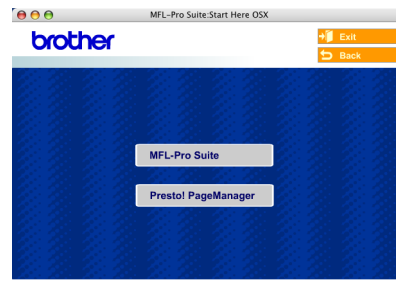 MFL-Pro Suite:Start Here OSX
brother
Exit
Back
MFL-Pro Suite
Presto! PageManager